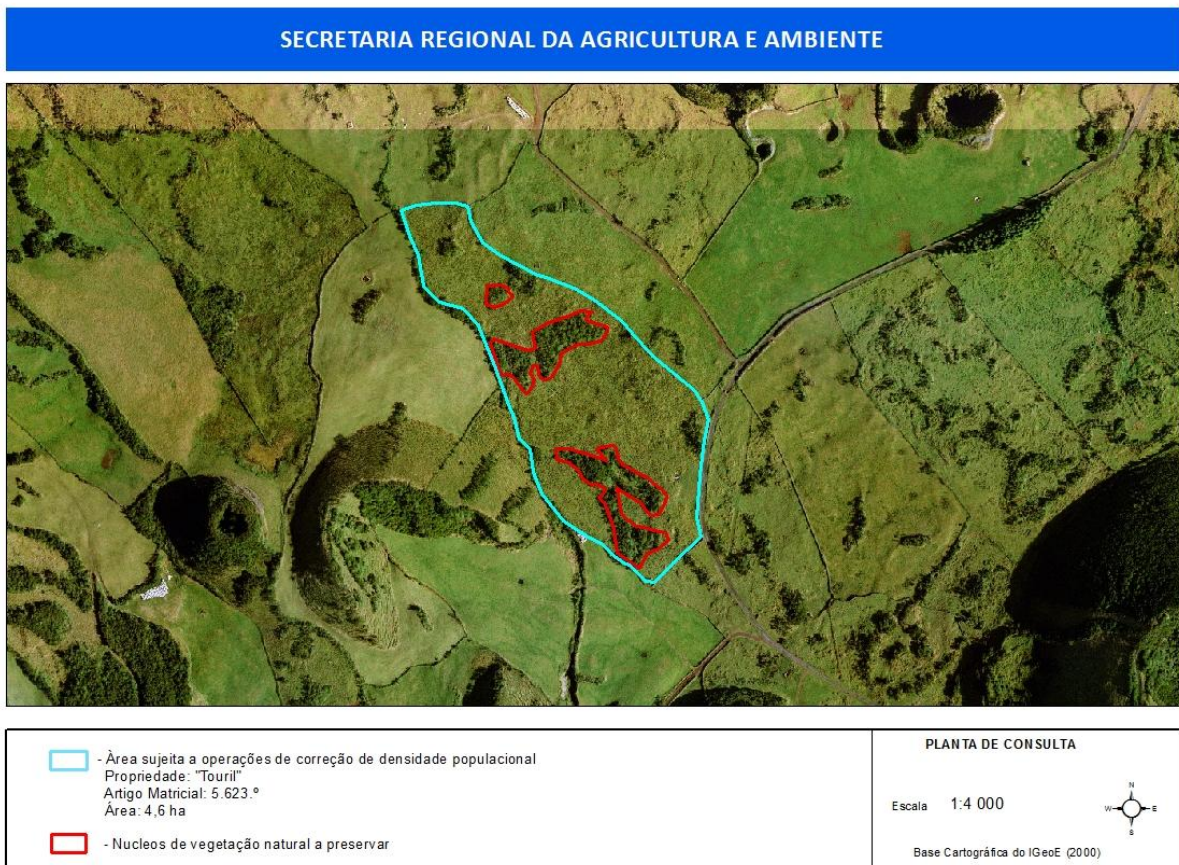 SECRETARIA REGIONAL DA AGRICULTURA E AMBIENTE
- Àrea sujeita a operações de correção de densidade populacional
Propriedade: "Touril"
Artigo Matricial: 5.623.º
Área: 4,6 ha
- Nucleos de vegetação natural a preservar
PLANTA DE CONSULTA
Escala 1:4 000
N
W E
S
Base Cartográfica do IGeoE (2000)